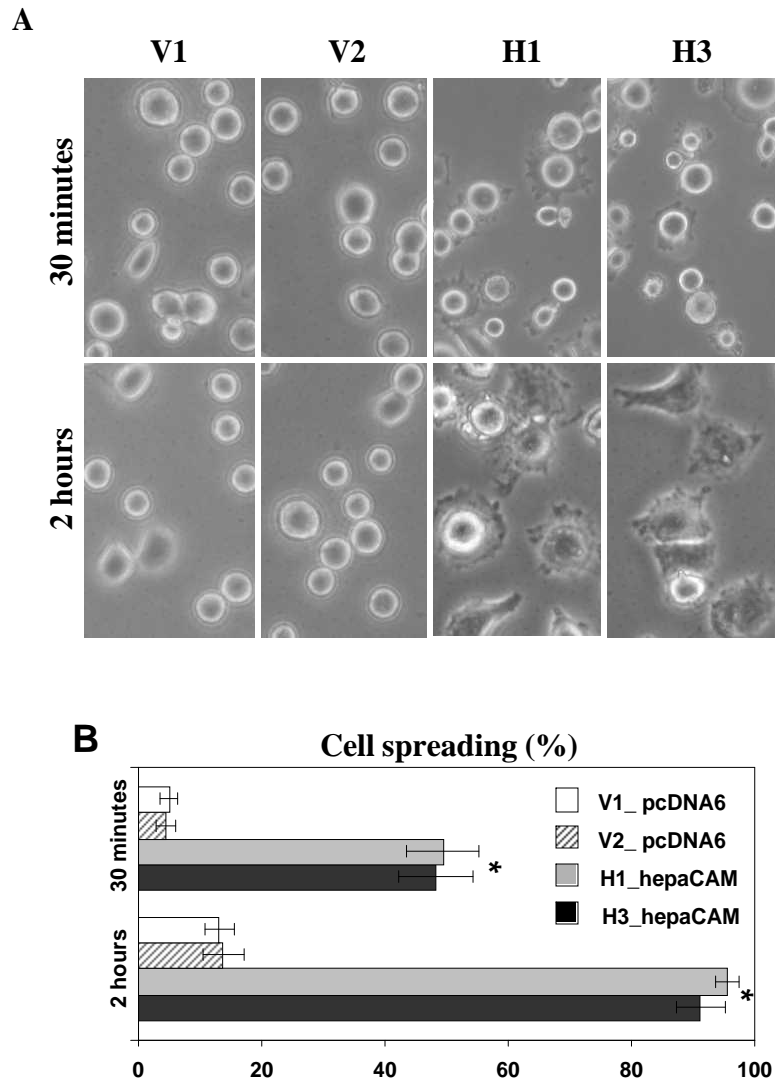 A
V1 V2 H1 H3
30 minutes
2 hours
B
Cell spreading (%)
30 minutes
2 hours
V1_ pcDNA6
V2_ pcDNA6
H1_hepaCAM
H3_hepaCAM
*
*
0 20 40 60 80 100